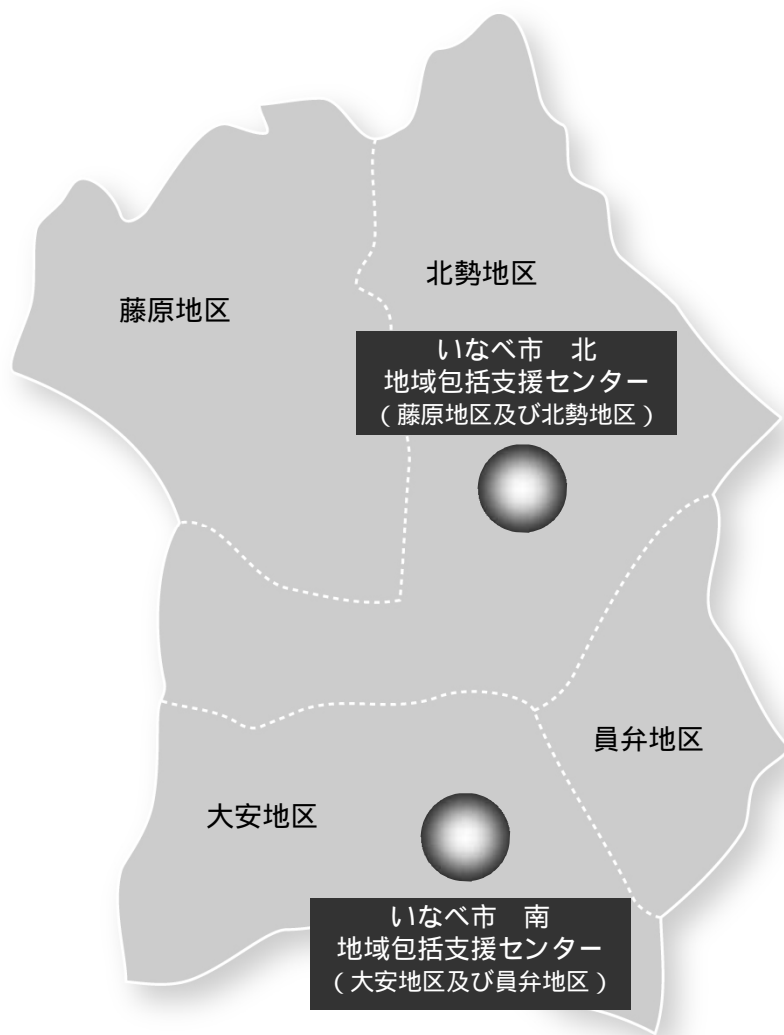 北勢地区
藤原地区
いなべ市　北
地域包括支援センター
（藤原地区及び北勢地区）
員弁地区
大安地区
いなべ市　南
地域包括支援センター
（大安地区及び員弁地区）